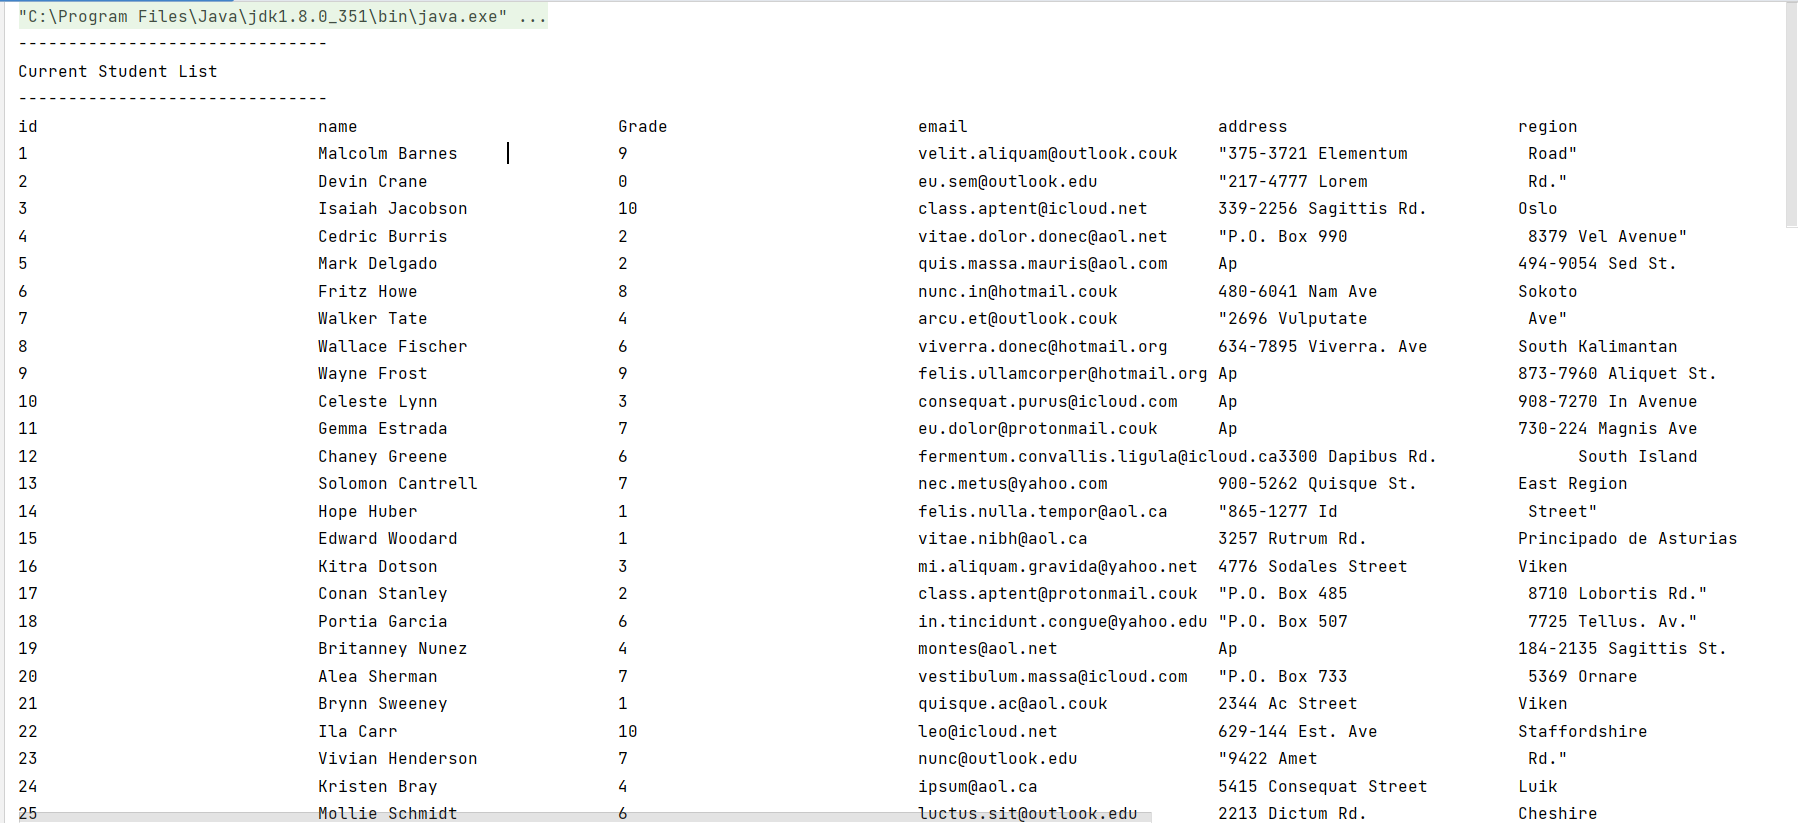 "C:\Program Files\Java\jdk1.8.0_351\bin\java.exe" ...
-------------------------------
Current Student List
-------------------------------
id name Grade email address region
1 Malcolm Barnes 9 velit.aliquam@outlook.couk "375-3721 Elementum Road"
2 Devin Crane 0 eu.sem@outlook.edu "217-4777 Lorem Rd."
3 Isaiah Jacobson 10 class.aptent@icloud.net 339-2256 Sagittis Rd. Oslo
4 Cedric Burris 2 vitae.dolor.donec@aol.net "P.O. Box 990 8379 Vel Avenue"
5 Mark Delgado 2 quis.massa.mauris@aol.com Ap 494-9054 Sed St.
6 Fritz Howe 8 nunc.in@hotmail.couk 480-6041 Nam Ave Sokoto
7 Walker Tate 4 arcu.et@outlook.couk "2696 Vulputate Ave"
8 Wallace Fischer 6 viverra.donec@hotmail.org 634-7895 Viverra. Ave South Kalimantan
9 Wayne Frost 9 felis.ullamcorper@hotmail.org Ap 873-7960 Aliquet St.
10 Celeste Lynn 3 consequat.purus@icloud.com Ap 908-7270 In Avenue
11 Gemma Estrada 7 eu.dolor@protonmail.couk Ap 730-224 Magnis Ave
12 Chaney Greene 6 fermentum.convallis.ligula@icloud.ca3300 Dapibus Rd. South Island
13 Solomon Cantrell 7 nec.metus@yahoo.com 900-5262 Quisque St. East Region
14 Hope Huber 1 felis.nulla.tempor@aol.ca "865-1277 Id Street"
15 Edward Woodard 1 vitae.nibh@aol.ca 3257 Rutrum Rd. Principado de Asturias
16 Kitra Dotson 3 mi.aliquam.gravida@yahoo.net 4776 Sodales Street Viken
17 Conan Stanley 2 class.aptent@protonmail.couk "P.O. Box 485 8710 Lobortis Rd."
18 Portia Garcia 6 in.tincidunt.congue@yahoo.edu "P.O. Box 507 7725 Tellus. Av."
19 Britanney Nunez 4 montes@aol.net Ap 184-2135 Sagittis St.
20 Alea Sherman 7 vestibulum.massa@icloud.com "P.O. Box 733 5369 Ornare
21 Brynn Sweeney 1 quisque.ac@aol.couk 2344 Ac Street Viken
22 Ila Carr 10 leo@icloud.net 629-144 Est. Ave Staffordshire
23 Vivian Henderson 7 nunc@outlook.edu "9422 Amet Rd."
24 Kristen Bray 4 ipsum@aol.ca 5415 Consequat Street Luik
25 Mollie Schmidt 6 luctus.sit@outlook.edu 2213 Dictum Rd. Cheshire